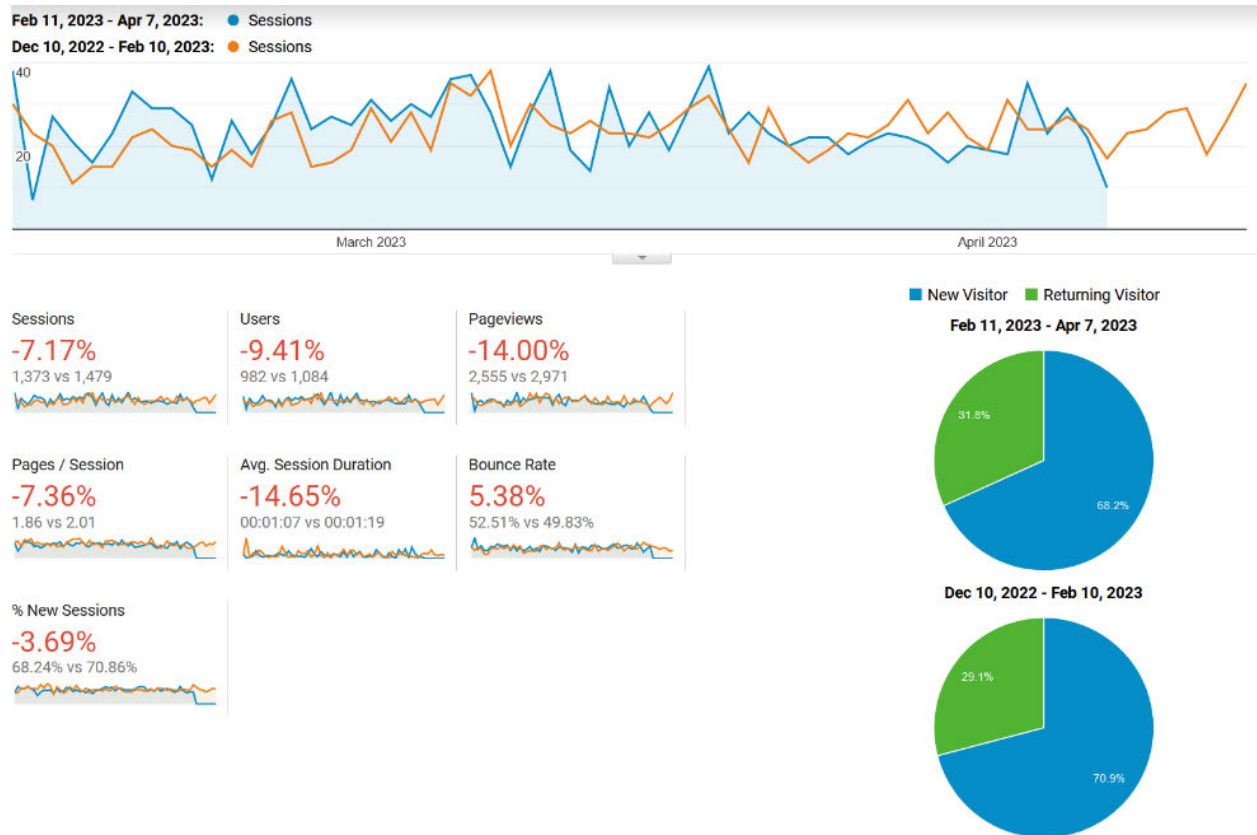 Feb 11, 2023 - Apr 7, 2023: Sessions
Dec 10, 2022 - Feb 10, 2023: Sessions
40
20
March 2023
April 2023
New Visitor Returning Visitor
Feb 11, 2023 - Apr 7, 2023
31.8%
68.2%
Dec 10, 2022 - Feb 10, 2023
29.1%
70.9%
Sessions
-7.17%
1,373 vs 1,479
Users
-9.41%
982 vs 1,084
Pageviews
-14.00%
2,555 vs 2,971
Pages / Session
-7.36%
1.86 vs 2.01
Avg. Session Duration
-14.65%
00:01:07 vs 00:01:19
Bounce Rate
5.38%
52.51% vs 49.83%
% New Sessions
-3.69%
68.24% vs 70.86%